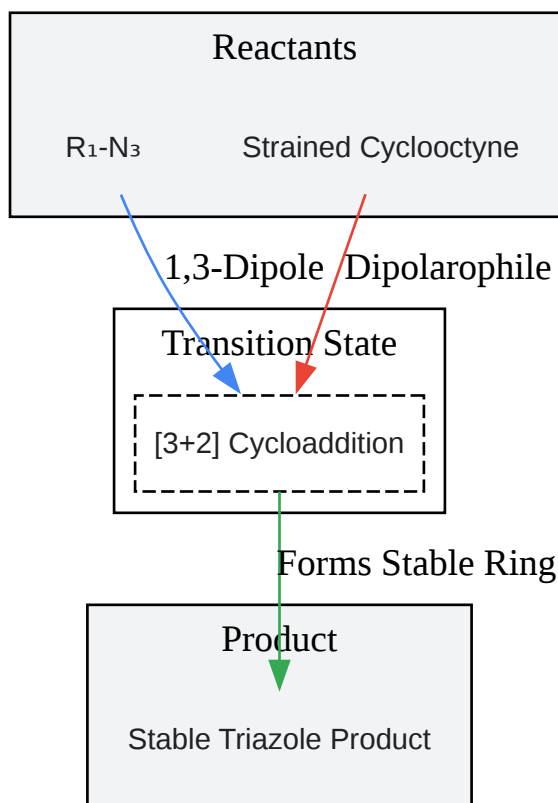 Reactants
R₁-N₃
Strained Cyclooctyne
1,3-Dipole
Dipolarophile
Transition State
[3+2] Cycloaddition
Forms Stable Ring
Product
Stable Triazole Product